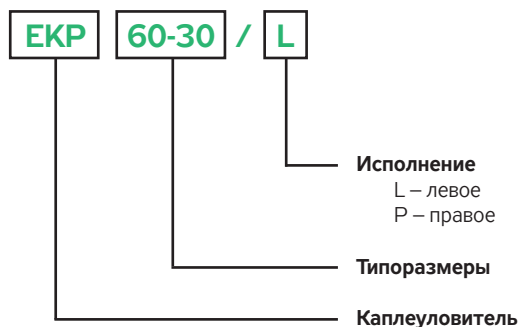 EKP 60-30 / L
Исполнение
L – левое
P – правое
Типоразмеры
Каплеуловитель